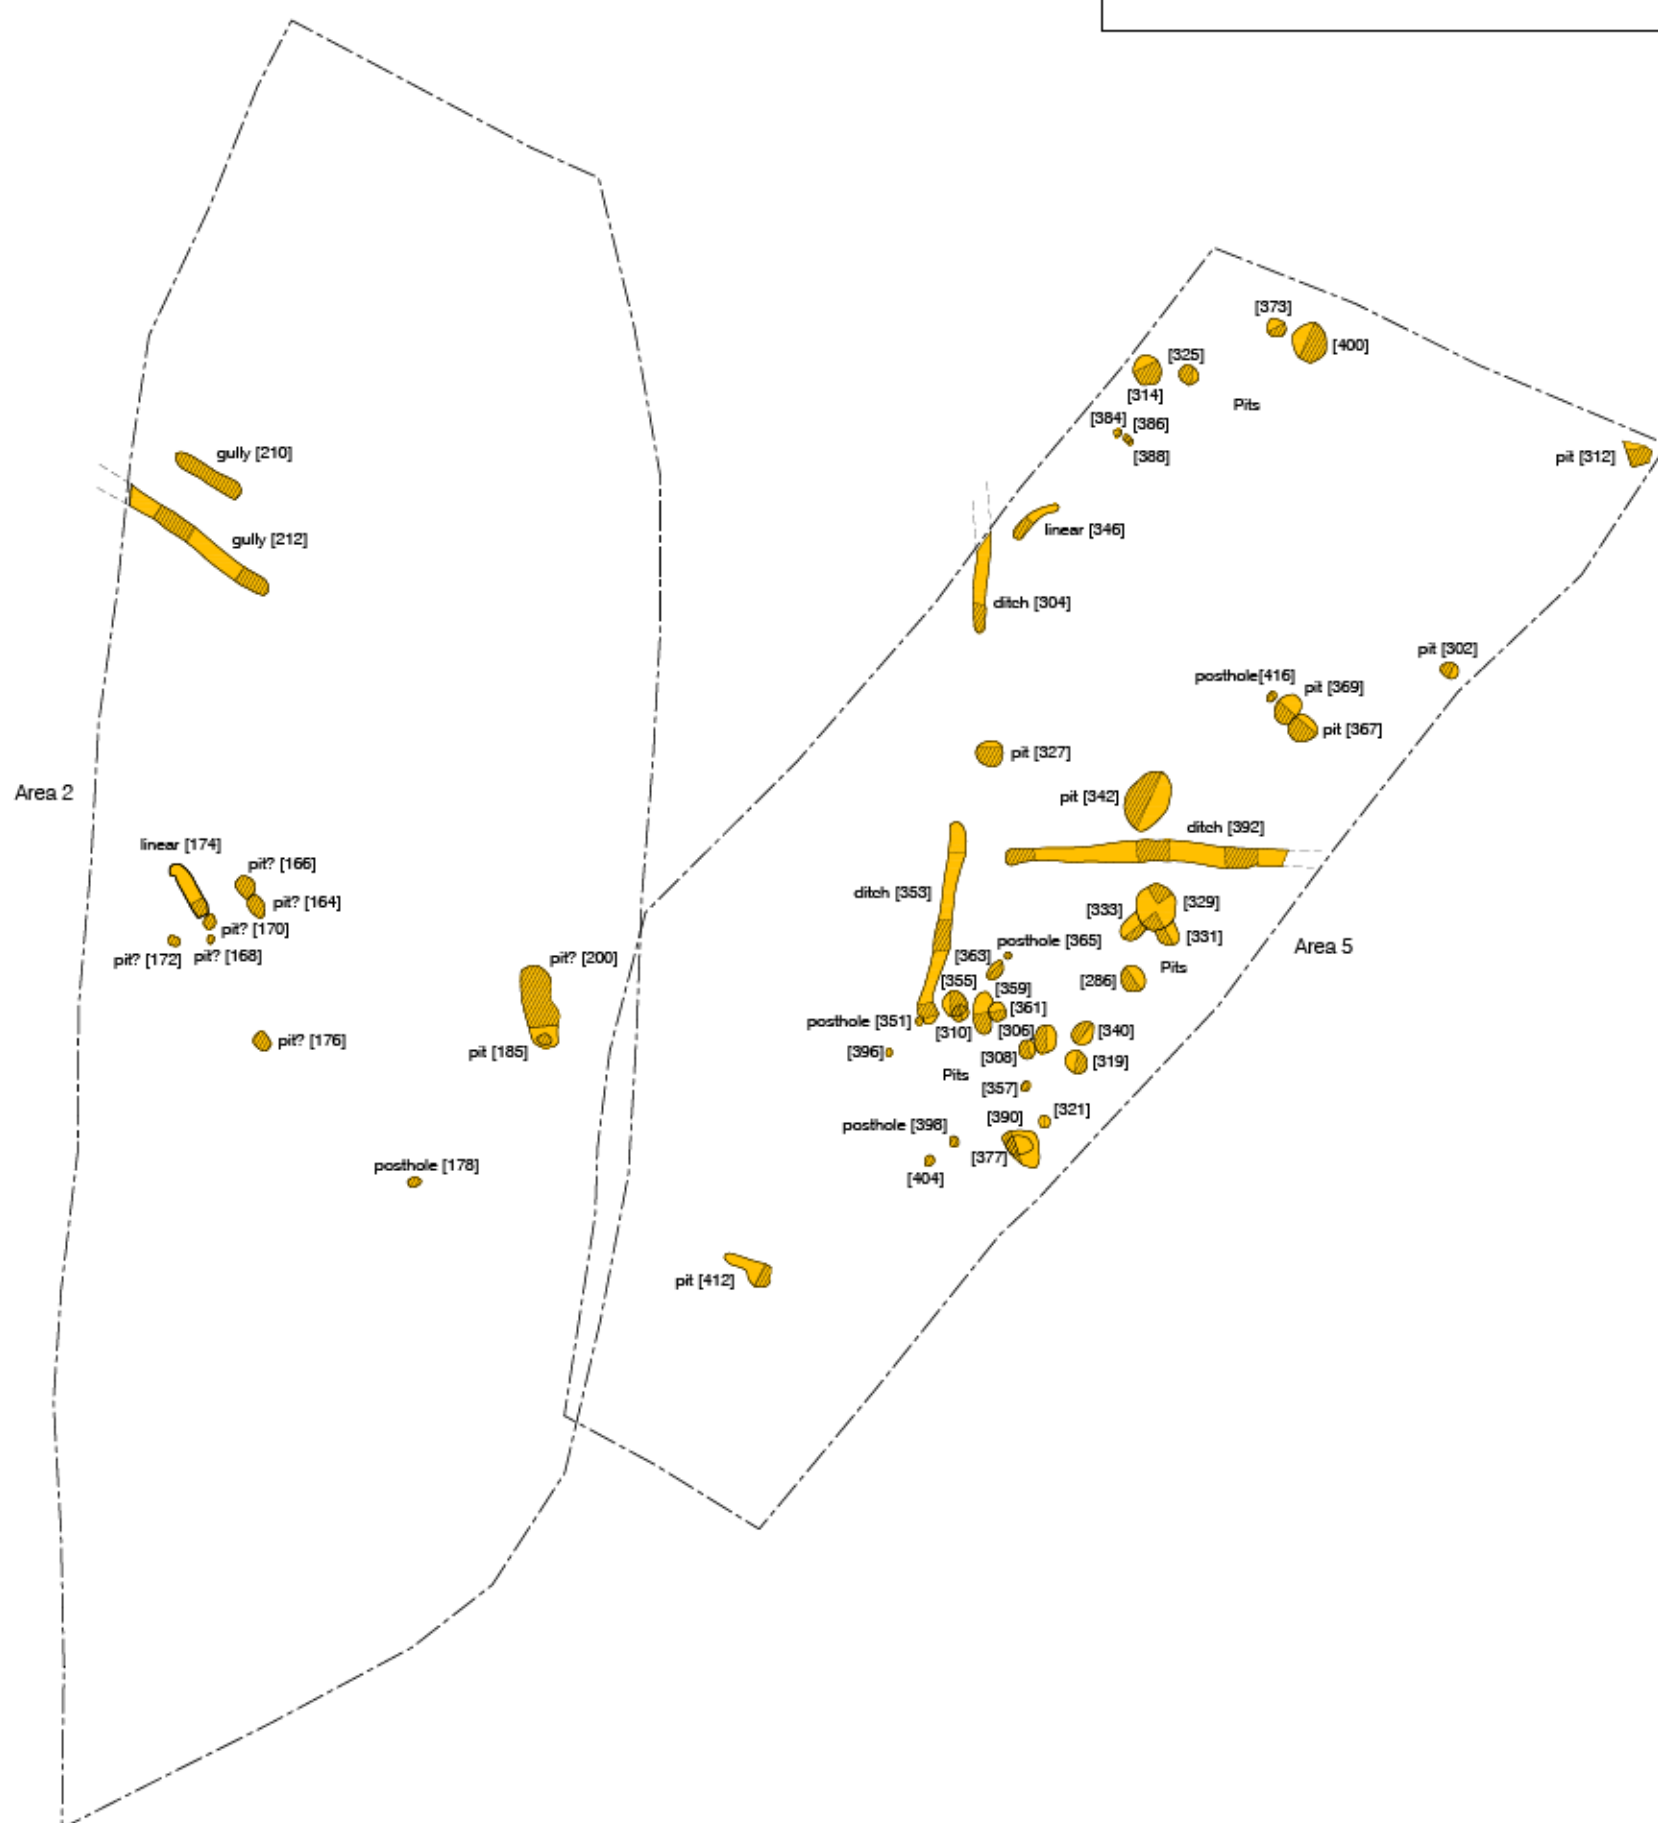 [373]
[400]
[325]
[314]
Pits
[384]
[386]
[388]
pit [312]
gully [210]
gully [212]
linear [346]
ditch [304]
pit [302]
posthole[416]
pit [369]
pit [367]
pit [327]
Area 2
pit [342]
ditch [392]
linear [174]
pit? [166]
pit? [164]
pit? [170]
pit? [172]
pit? [168]
ditch [353]
[333]
[329]
[331]
Area 5
posthole [365]
[363]
Pits
pit? [200]
[355]
[359]
[286]
[361]
posthole [351]
[310]
[306]
[340]
pit? [176]
pit [185]
[396]
[308]
[319]
Pits
[357]
[390]
[321]
posthole [398]
[377]
posthole [178]
[404]
pit [412]